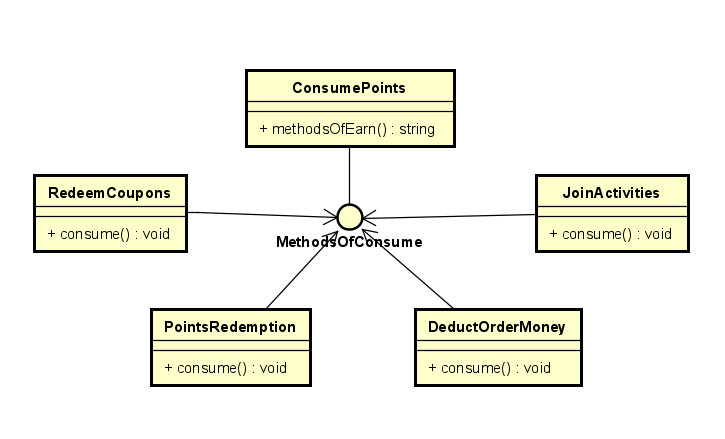 ConsumePoints
+ methodsOfEarn() : string
RedeemCoupons
+ consume() : void
JoinActivities
+ consume() : void
MethodsOfConsume
PointsRedemption
+ consume() : void
DeductOrderMoney
+ consume() : void